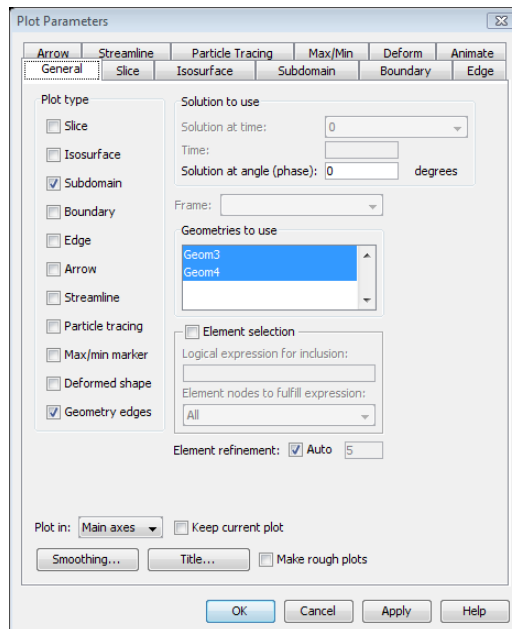 Plot Parameters
Arrow Streamline Particle Tracing Max/Min Deform Animate
General Slice Isosurface Subdomain Boundary Edge
Plot type
Slice
Isosurface
Subdomain
Boundary
Edge
Arrow
Streamline
Particle tracing
Max/min marker
Deformed shape
Geometry edges
Solution to use
Solution at time: 0
Time:
Solution at angle (phase): 0 degrees
Frame:
Geometries to use
Geom3
Geom4
Element selection
Logical expression for inclusion:
Element nodes to fulfill expression:
All
Element refinement: Auto 5
Plot in: Main axes Keep current plot
Smoothing... Title... Make rough plots
OK Cancel Apply Help